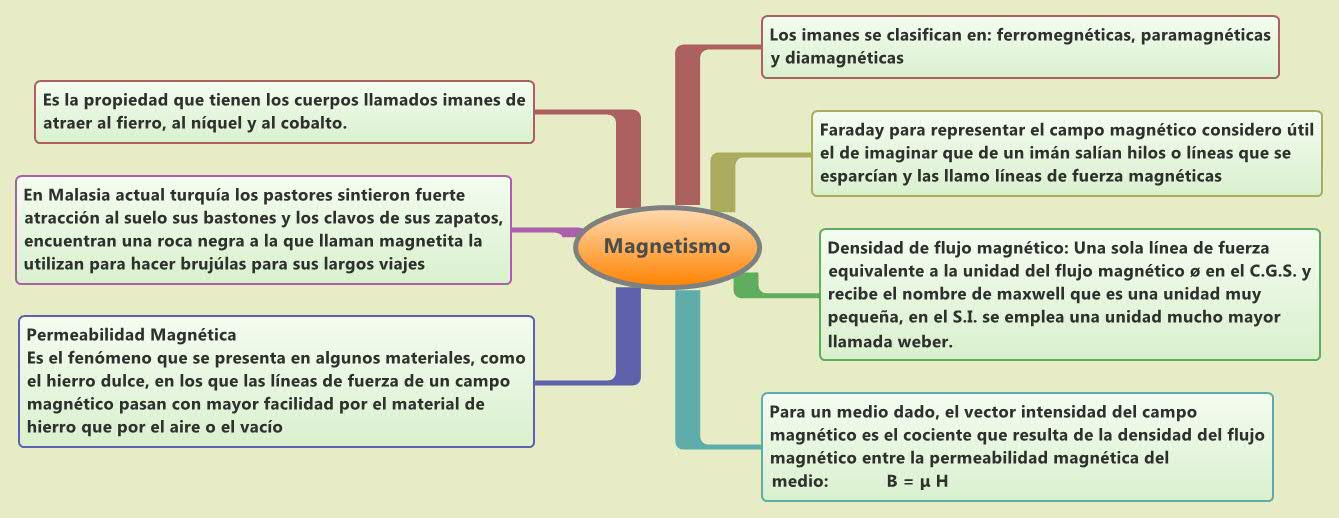 Los imanes se clasifican en: ferromegnéticas, paramagnéticas
y diamagnéticas
Es la propiedad que tienen los cuerpos llamados imanes de
atraer al fierro, al níquel y al cobalto.
Faraday para representar el campo magnético considero útil
el de imaginar que de un imán salían hilos o líneas que se
esparcían y las llamo líneas de fuerza magnéticas
En Malasia actual turquía los pastores sintieron fuerte
atracción al suelo sus bastones y los clavos de sus zapatos,
encuentran una roca negra a la que llaman magnetita la
utilizan para hacer brujúlas para sus largos viajes
Magnetismo
Densidad de flujo magnético: Una sola línea de fuerza
equivalente a la unidad del flujo magnético ø en el C.G.S. y
recibe el nombre de maxwell que es una unidad muy
pequeña, en el S.I. se emplea una unidad mucho mayor
llamada weber.
Permeabilidad Magnética
Es el fenómeno que se presenta en algunos materiales, como
el hierro dulce, en los que las líneas de fuerza de un campo
magnético pasan con mayor facilidad por el material de
hierro que por el aire o el vacío
Para un medio dado, el vector intensidad del campo
magnético es el cociente que resulta de la densidad del flujo
magnético entre la permeabilidad magnética del
medio: B = µ H